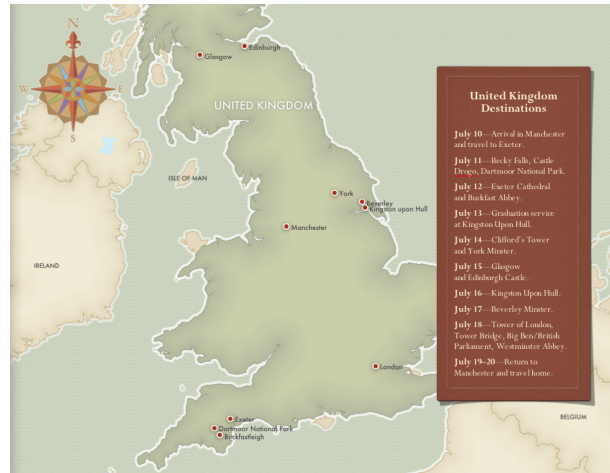 N
W
E
S
Glasgow
Edinburgh
UNITED KINGDOM
ISLE OF MAN
York
Beverley
Kingston upon Hull
Manchester
IRELAND
London
Exeter
Dartmoor National Park
Buckfastleigh
BELGIUM
United Kingdom
Destinations
July 10—Arrival in Manchester
and travel to Exeter.
July 11—Becky Falls, Castle
Drogo, Dartmoor National Park.
July 12—Exeter Cathedral
and Buckfast Abbey.
July 13—Graduation service
at Kingston Upon Hull.
July 14—Clifford's Tower
and York Minster.
July 15—Glasgow
and Edinburgh Castle.
July 16—Kingston Upon Hull.
July 17—Beverley Minster.
July 18—Tower of London,
Tower Bridge, Big Ben/British
Parliament, Westminster Abbey.
July 19-20—Return to
Manchester and travel home.